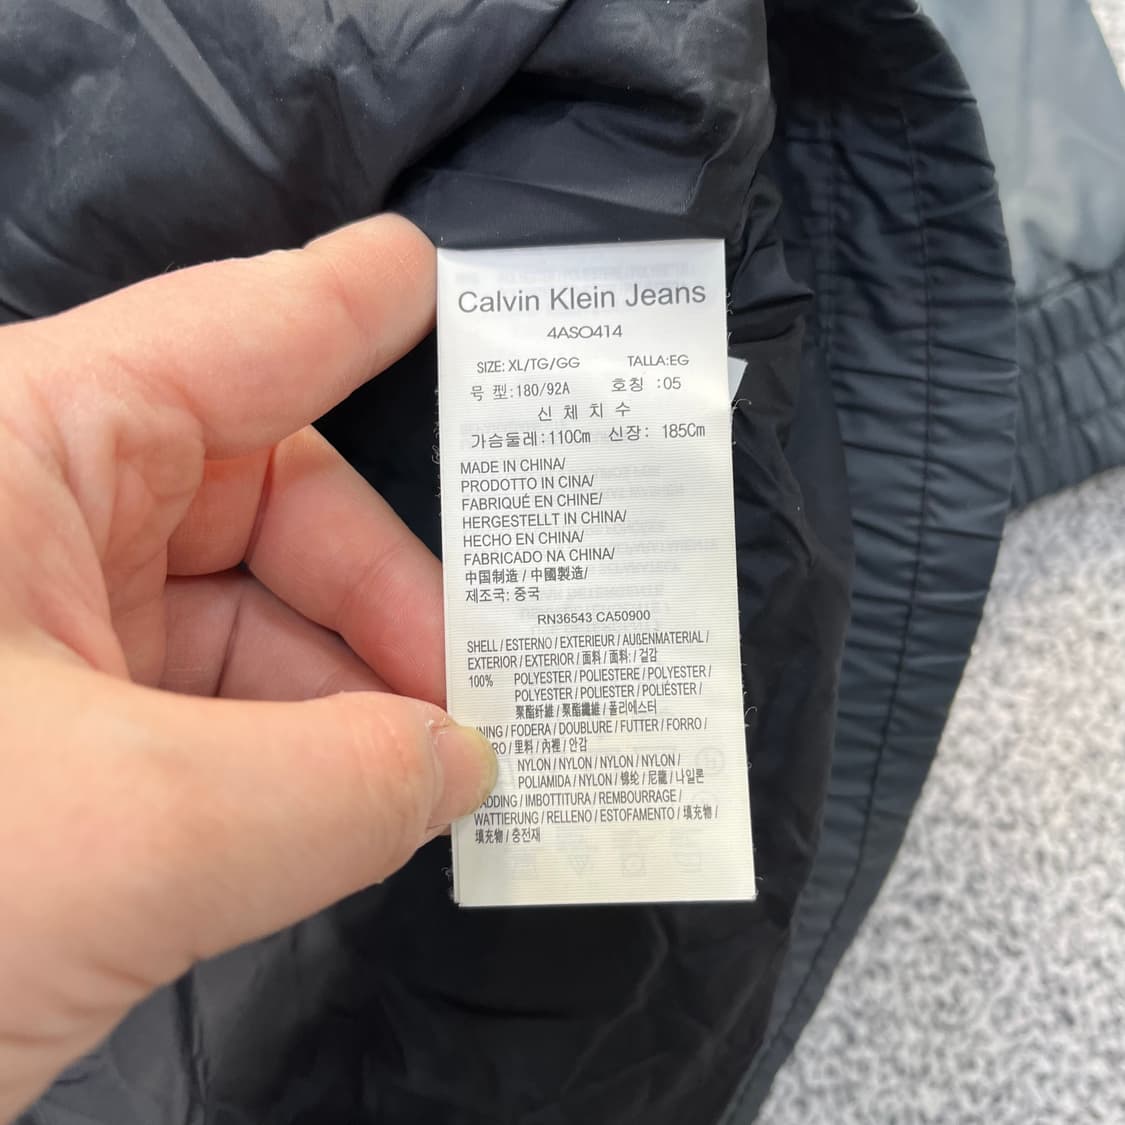 Calvin Klein Jeans
4ASO414
SIZE: XL/TG/GG TALLA:EG
号 型:180/92A 호칭 :05
신 체 치 수
가슴둘레:110Cm 신장: 185Cm
MADE IN CHINA/
PRODOTTO IN CINA/
FABRIQUÉ EN CHINE/
HERGESTELLT IN CHINA/
HECHO EN CHINA/
FABRICADO NA CHINA/
中国制造 / 中國製造/
제조국: 중국
RN36543 CA50900
SHELL / ESTERNO / EXTERIEUR / AUßENMATERIAL /
EXTERIOR / EXTERIOR / 面料 / 面料: / 겉감
100% POLYESTER / POLIESTERE / POLYESTER /
POLYESTER / POLIESTER / POLIÉSTER /
聚酯纤维 / 聚酯纖維 / 폴리에스터
NING / FODERA / DOUBLURE / FUTTER / FORRO /
RO / 里料 / 內裡 / 안감
NYLON / NYLON / NYLON / NYLON /
POLIAMIDA / NYLON / 锦纶 / 尼龍 / 나일론
ADDING / IMBOTTITURA / REMBOURRAGE /
WATTIERUNG / RELLENO / ESTOFAMENTO / 填充物 /
填充物 / 충전재